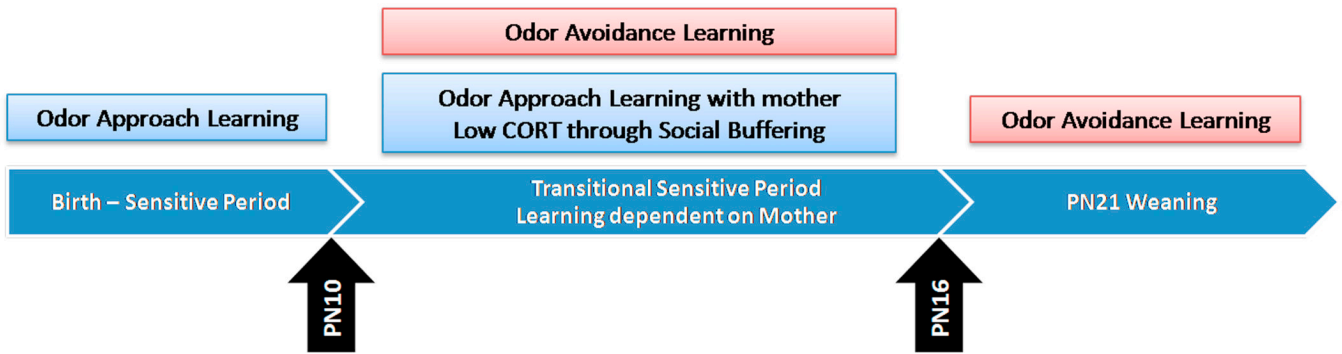 Odor Avoidance Learning
Odor Approach Learning
Odor Approach Learning with mother
Low CORT through Social Buffering
Odor Avoidance Learning
Birth – Sensitive Period
Transitional Sensitive Period
Learning dependent on Mother
PN21 Weaning
PN10
PN16